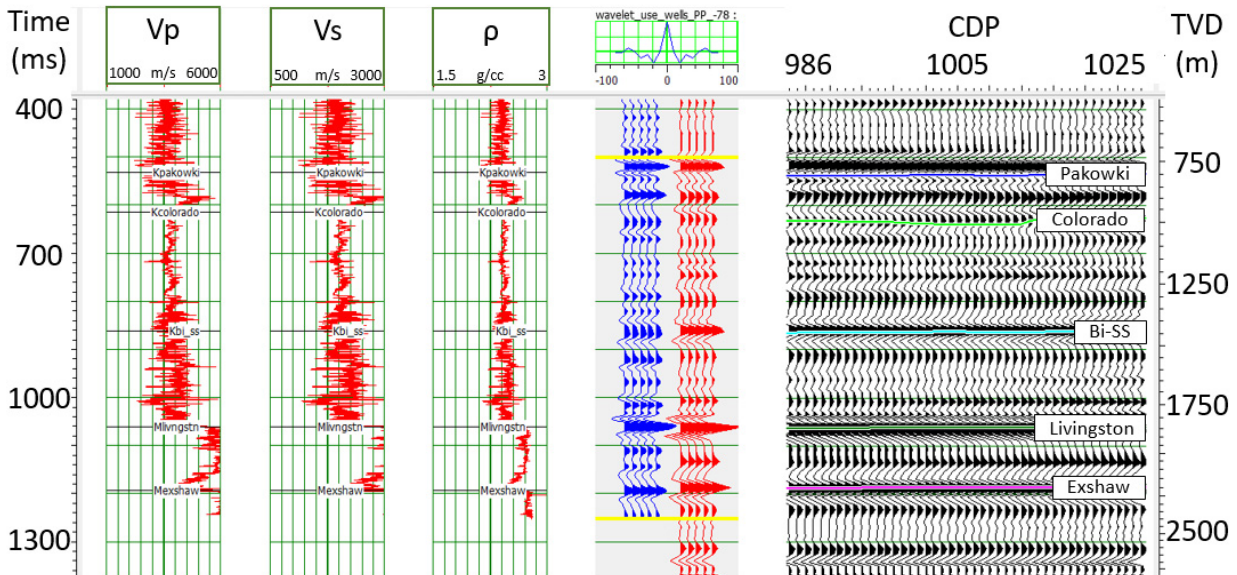 Time
(ms)
Vp
1000 m/s 6000
Vs
500 m/s 3000
ρ
1.5 g/cc 3
wavelet_use_wells_PP_-78 :
-100 0 100
CDP
986 1005 1025
TVD
(m)
400
700
1000
1300
Kpakowki
Kcolorado
Kbi_ss
Mlivngstn
Mexshaw
Kpakowki
Kcolorado
Kbi_ss
Mlivngstn
Mexshaw
Kpakowki
Kcolorado
Kbi_ss
Mlivngstn
Mexshaw
Pakowki
Colorado
Bi-SS
Livingston
Exshaw
750
1250
1750
2500